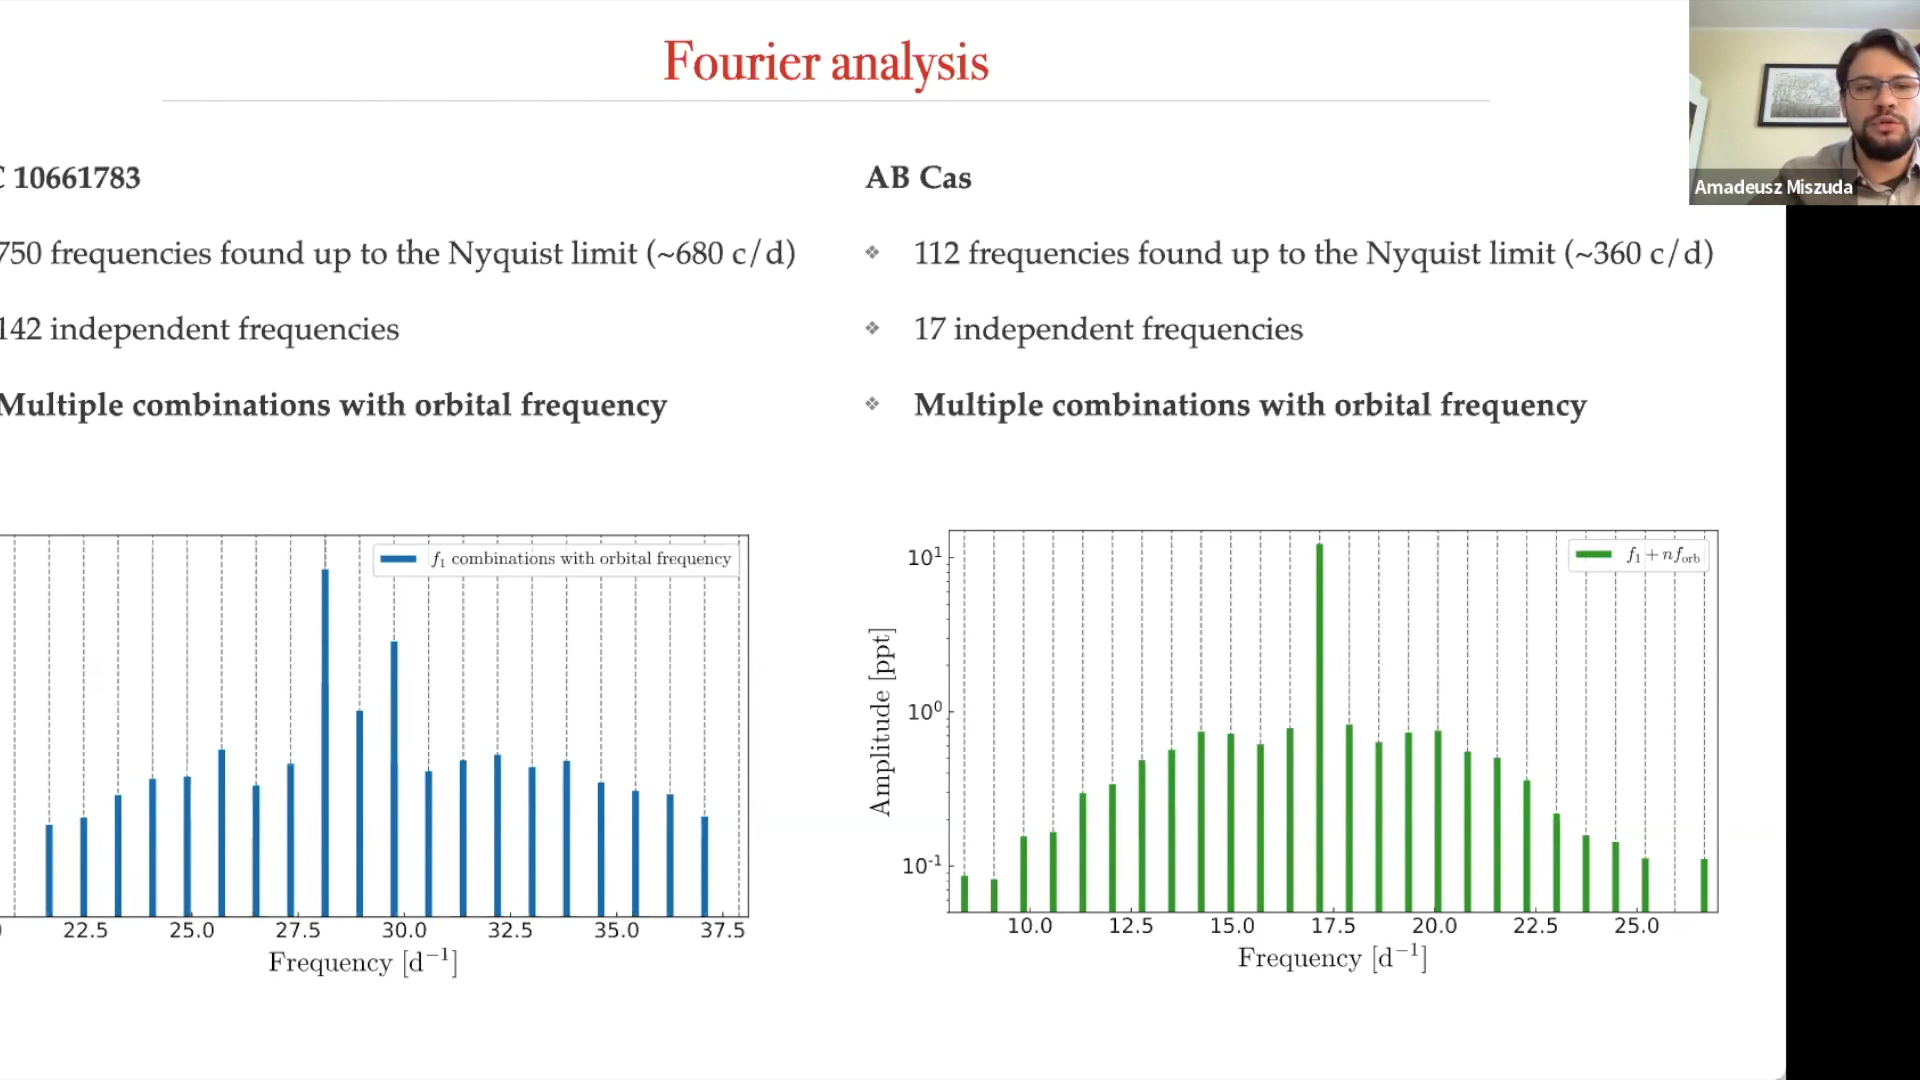 Fourier analysis
Amadeusz Miszuda
C 10661783
750 frequencies found up to the Nyquist limit (~680 c/d)
142 independent frequencies
Multiple combinations with orbital frequency
AB Cas
❖ 112 frequencies found up to the Nyquist limit (~360 c/d)
❖ 17 independent frequencies
❖ Multiple combinations with orbital frequency
f₁ combinations with orbital frequency
22.5 25.0 27.5 30.0 32.5 35.0 37.5
Frequency [d⁻¹]
f₁ + nf_orb
10¹
10⁰
10⁻¹
Amplitude [ppt]
10.0 12.5 15.0 17.5 20.0 22.5 25.0
Frequency [d⁻¹]